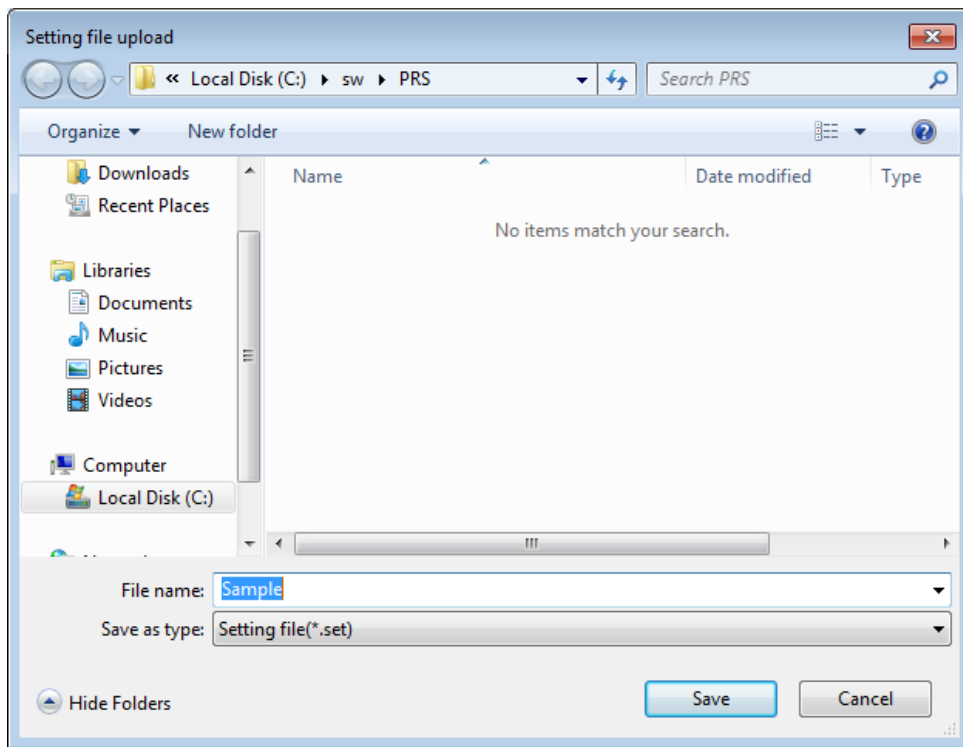 Setting file upload
« Local Disk (C:) sw PRS Search PRS
Organize New folder
Downloads Name Date modified Type
Recent Places
No items match your search.
Libraries
Documents
Music
Pictures
Videos
Computer
Local Disk (C:)
File name: Sample
Save as type: Setting file(*.set)
Hide Folders Save Cancel